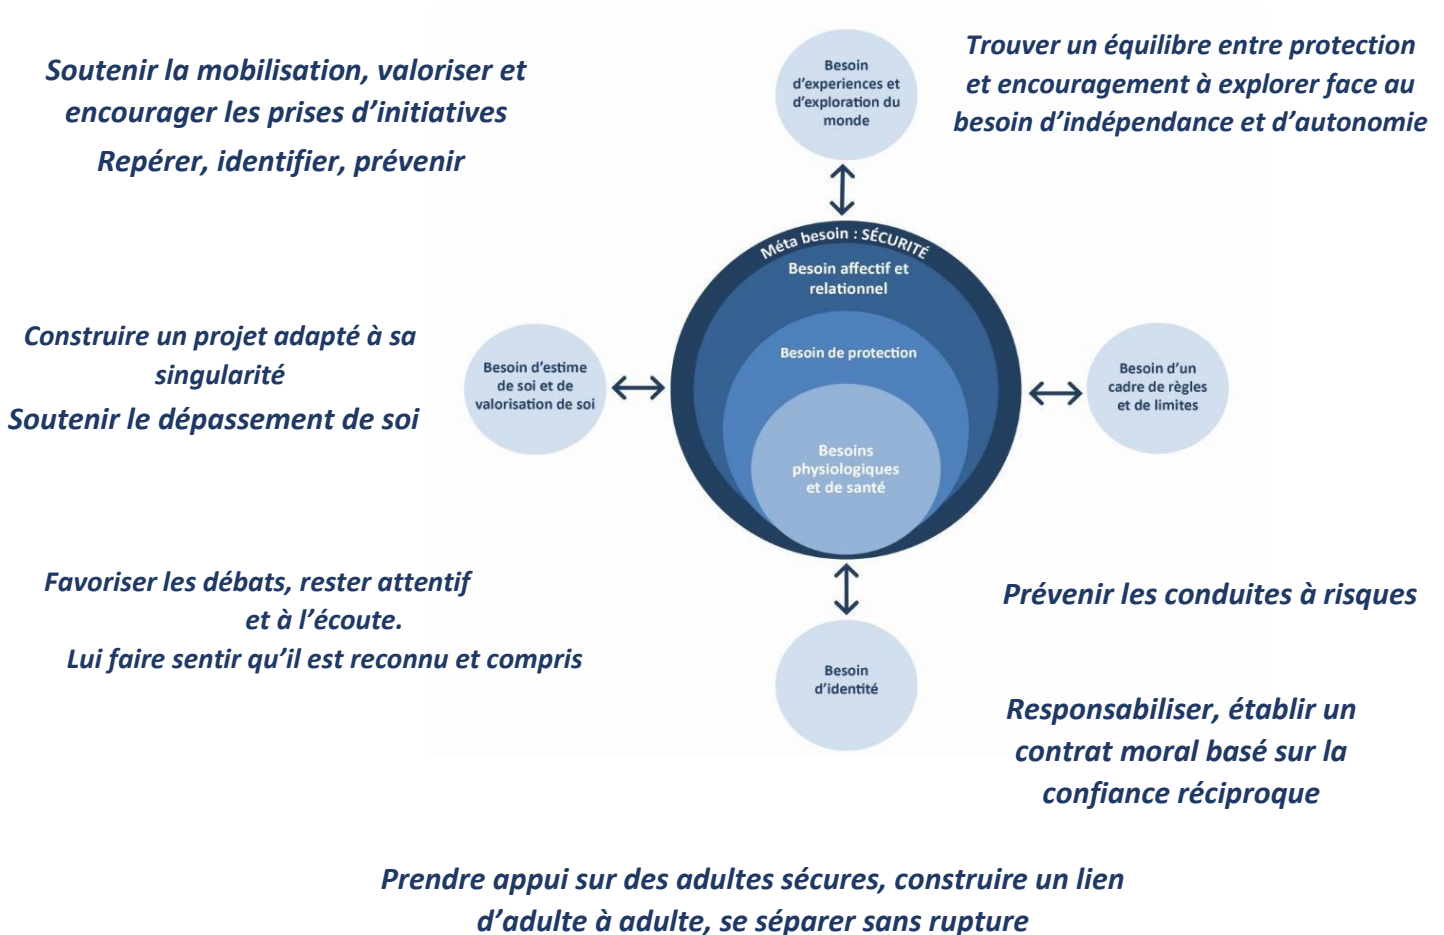 Soutenir la mobilisation, valoriser et
encourager les prises d’initiatives
Repérer, identifier, prévenir
Besoin
d’experiences et
d’exploration du
monde
Trouver un équilibre entre protection
et encouragement à explorer face au
besoin d’indépendance et d’autonomie
Méta besoin : SÉCURITÉ
Besoin affectif et
relationnel
Besoin de protection
Besoins
physiologiques
et de santé
Construire un projet adapté à sa
singularité
Soutenir le dépassement de soi
Besoin d’estime
de soi et de
valorisation de soi
Besoin d’un
cadre de règles
et de limites
Favoriser les débats, rester attentif
et à l’écoute.
Lui faire sentir qu’il est reconnu et compris
Besoin
d’identité
Prévenir les conduites à risques
Responsabiliser, établir un
contrat moral basé sur la
confiance réciproque
Prendre appui sur des adultes sécures, construire un lien
d’adulte à adulte, se séparer sans rupture